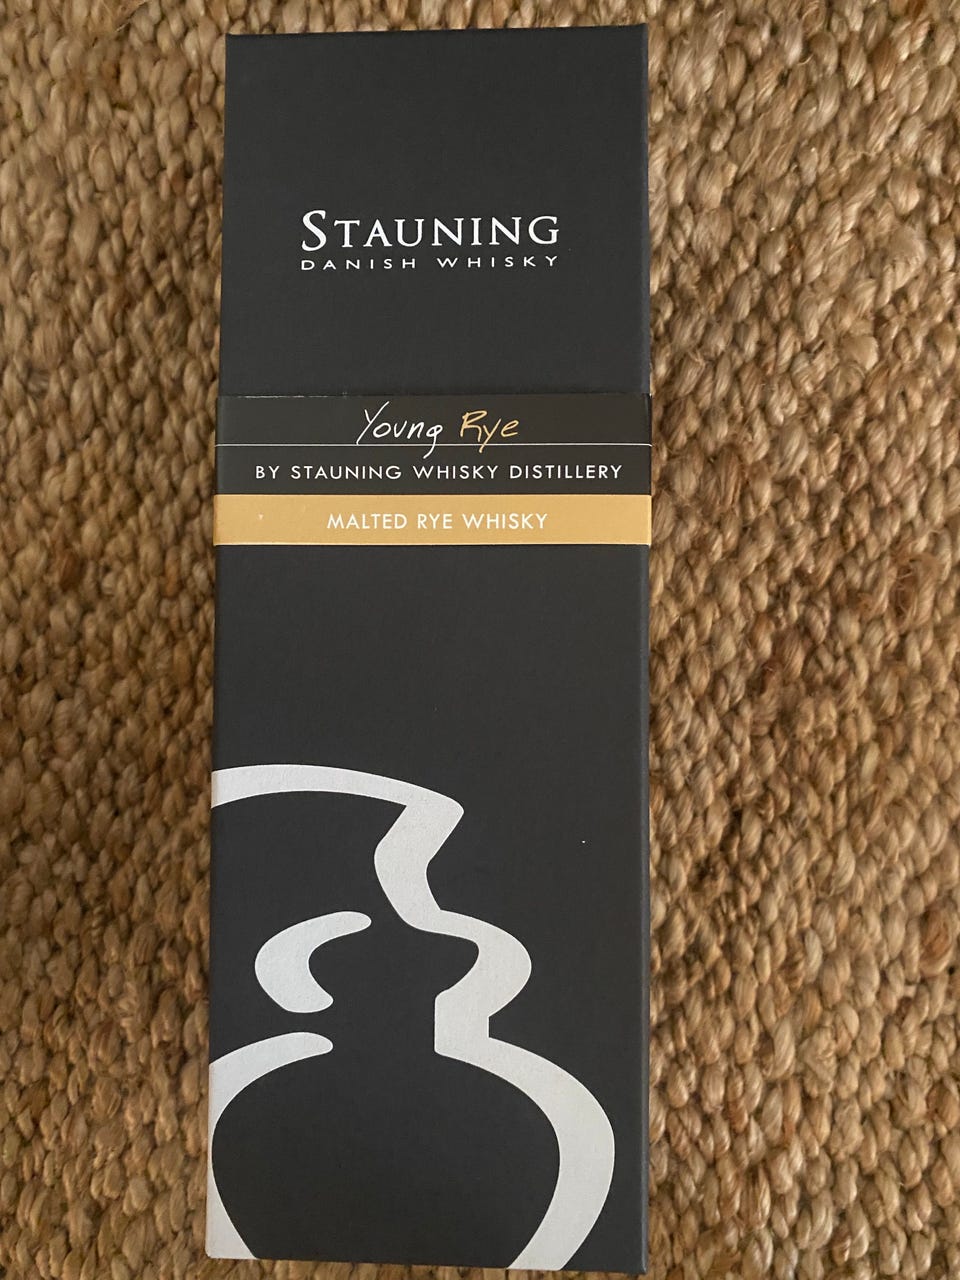 STAUNING
DANISH WHISKY
Young Rye
BY STAUNING WHISKY DISTILLERY
MALTED RYE WHISKY